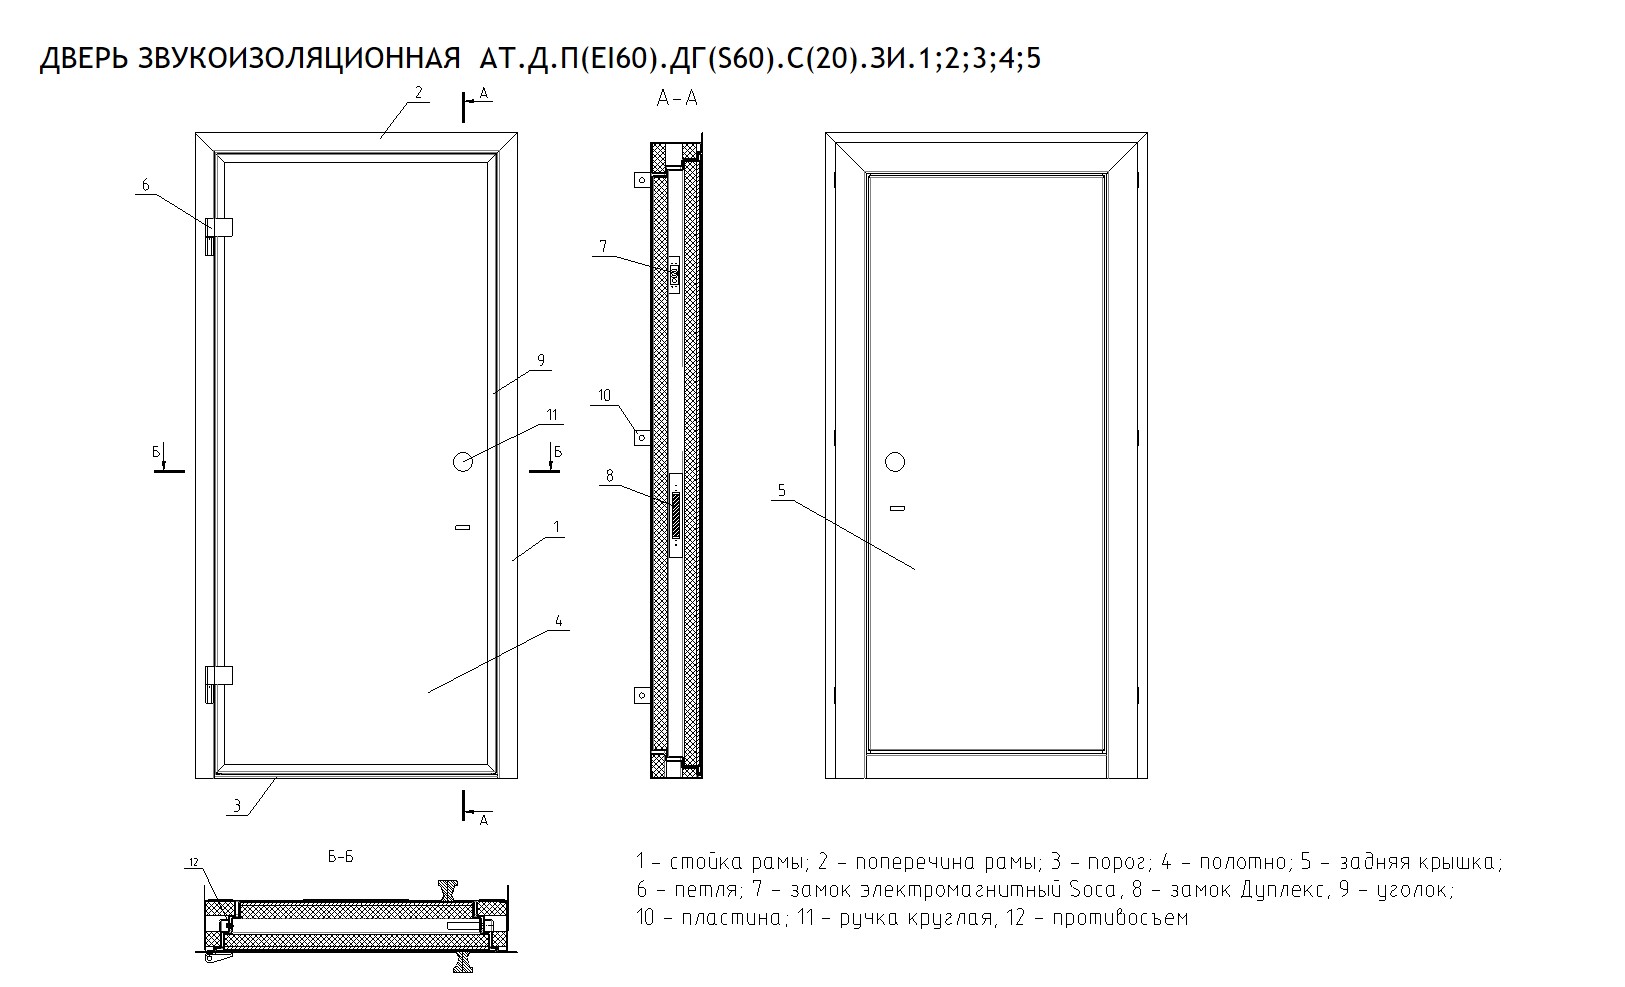 ДВЕРЬ ЗВУКОИЗОЛЯЦИОННАЯ АТ.Д.П(EI60).ДГ(S60).С(20).ЗИ.1;2;3;4;5
2
А
А-А
6
7
9
10
11
Б
Б
8
5
1
4
3
А
12
Б-Б
1 - стойка рамы; 2 - поперечина рамы; 3 - порог; 4 - полотно; 5 - задняя крышка;
6 - петля; 7 - замок электромагнитный Soca, 8 - замок Дуплекс, 9 - уголок;
10 - пластина; 11 - ручка круглая, 12 - противосъем